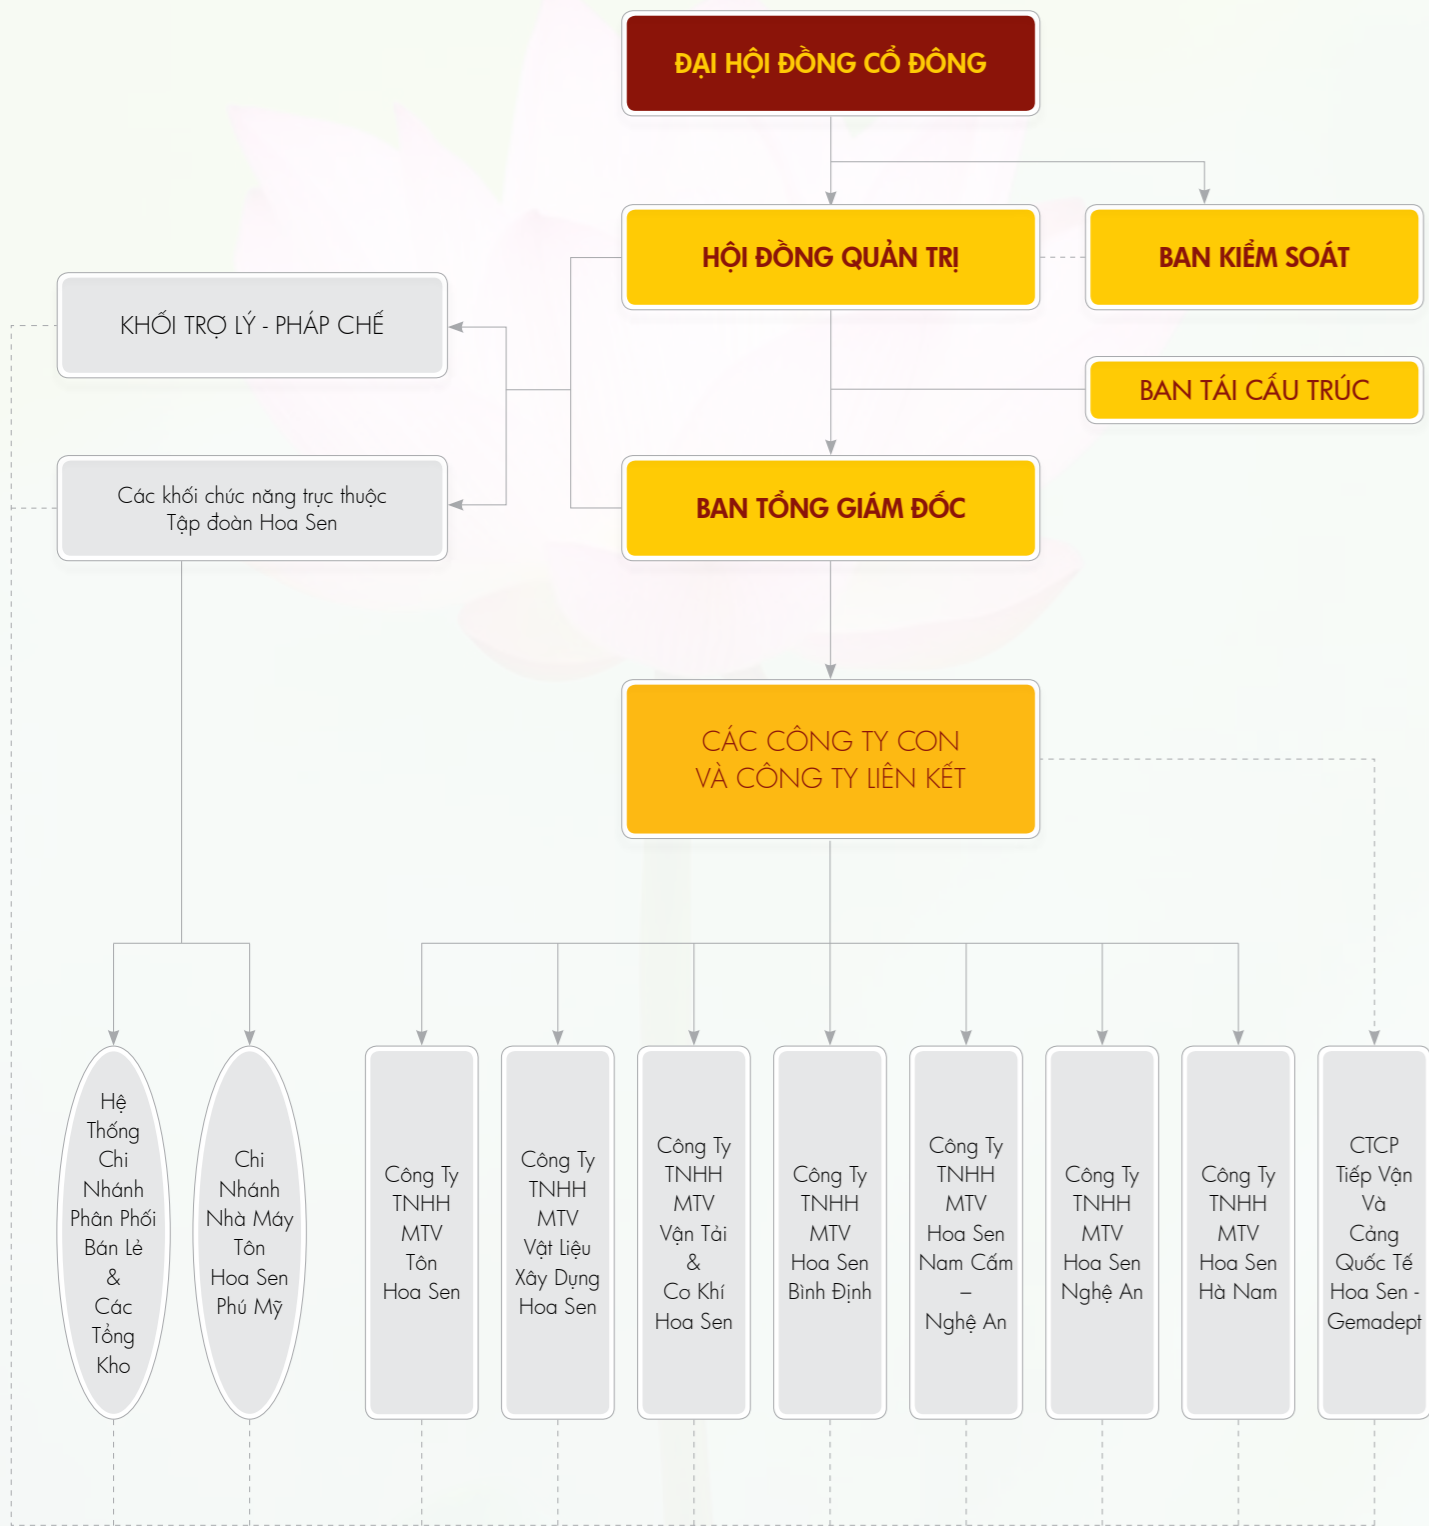 ĐẠI HỘI ĐỒNG CỔ ĐÔNG
HỘI ĐỒNG QUẢN TRỊ
BAN KIỂM SOÁT
KHỐI TRỢ LÝ - PHÁP CHẾ
BAN TÁI CẤU TRÚC
Các khối chức năng trực thuộc
Tập đoàn Hoa Sen
BAN TỔNG GIÁM ĐỐC
CÁC CÔNG TY CON
VÀ CÔNG TY LIÊN KẾT
Hệ
Thống
Chi
Nhánh
Phân Phối
Bán Lẻ
&
Các
Tổng
Kho
Chi
Nhánh
Nhà Máy
Tôn
Hoa Sen
Phú Mỹ
Công Ty
TNHH
MTV
Tôn
Hoa Sen
Công Ty
TNHH
MTV
Vật Liệu
Xây Dựng
Hoa Sen
Công Ty
TNHH
MTV
Vận Tải
&
Cơ Khí
Hoa Sen
Công Ty
TNHH
MTV
Hoa Sen
Bình Định
Công Ty
TNHH
MTV
Hoa Sen
Nam Cấm
–
Nghệ An
Công Ty
TNHH
MTV
Hoa Sen
Nghệ An
Công Ty
TNHH
MTV
Hoa Sen
Hà Nam
CTCP
Tiếp Vận
Và
Cảng
Quốc Tế
Hoa Sen -
Gemadept